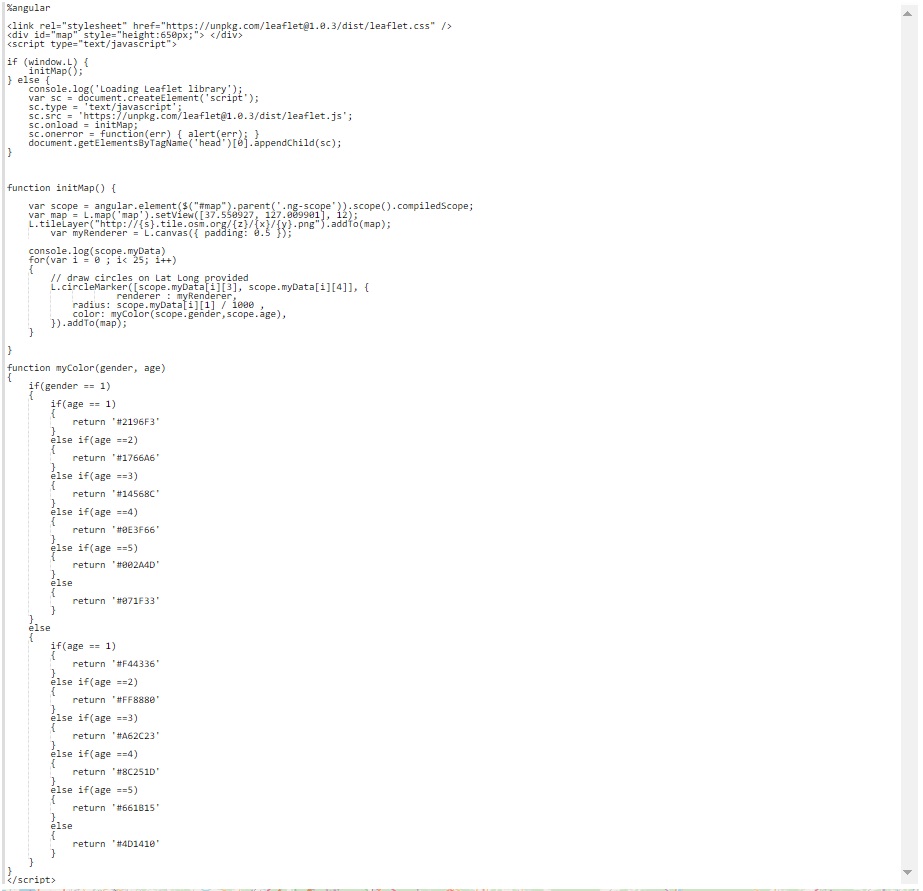 %angular
<link rel="stylesheet" href="https://unpkg.com/leaflet@1.0.3/dist/leaflet.css" />
<div id="map" style="height:650px;"> </div>
<script type="text/javascript">
if (window.L) {
initMap();
} else {
console.log('Loading Leaflet library');
var sc = document.createElement('script');
sc.type = 'text/javascript';
sc.src = 'https://unpkg.com/leaflet@1.0.3/dist/leaflet.js';
sc.onload = initMap;
sc.onerror = function(err) { alert(err); }
document.getElementsByTagName('head')[0].appendChild(sc);
}
function initMap() {
var scope = angular.element($("#map").parent('.ng-scope')).scope().compiledScope;
var map = L.map('map').setView([37.550927, 127.009901], 12);
L.tileLayer("http://{s}.tile.osm.org/{z}/{x}/{y}.png").addTo(map);
var myRenderer = L.canvas({ padding: 0.5 });
console.log(scope.myData)
for(var i = 0 ; i< 25; i++)
{
// draw circles on Lat Long provided
L.circleMarker([scope.myData[i][3], scope.myData[i][4]], {
renderer : myRenderer,
radius: scope.myData[i][1] / 1000 ,
color: myColor(scope.gender,scope.age),
}).addTo(map);
}
}
function myColor(gender, age)
{
if(gender == 1)
{
if(age == 1)
{
return '#2196F3'
}
else if(age ==2)
{
return '#1766A6'
}
else if(age ==3)
{
return '#14568C'
}
else if(age ==4)
{
return '#0E3F66'
}
else if(age ==5)
{
return '#002A4D'
}
else
{
return '#071F33'
}
}
else
{
if(age == 1)
{
return '#F44336'
}
else if(age ==2)
{
return '#FF8880'
}
else if(age ==3)
{
return '#A62C23'
}
else if(age ==4)
{
return '#8C251D'
}
else if(age ==5)
{
return '#661B15'
}
else
{
return '#4D1410'
}
}
}
</script>